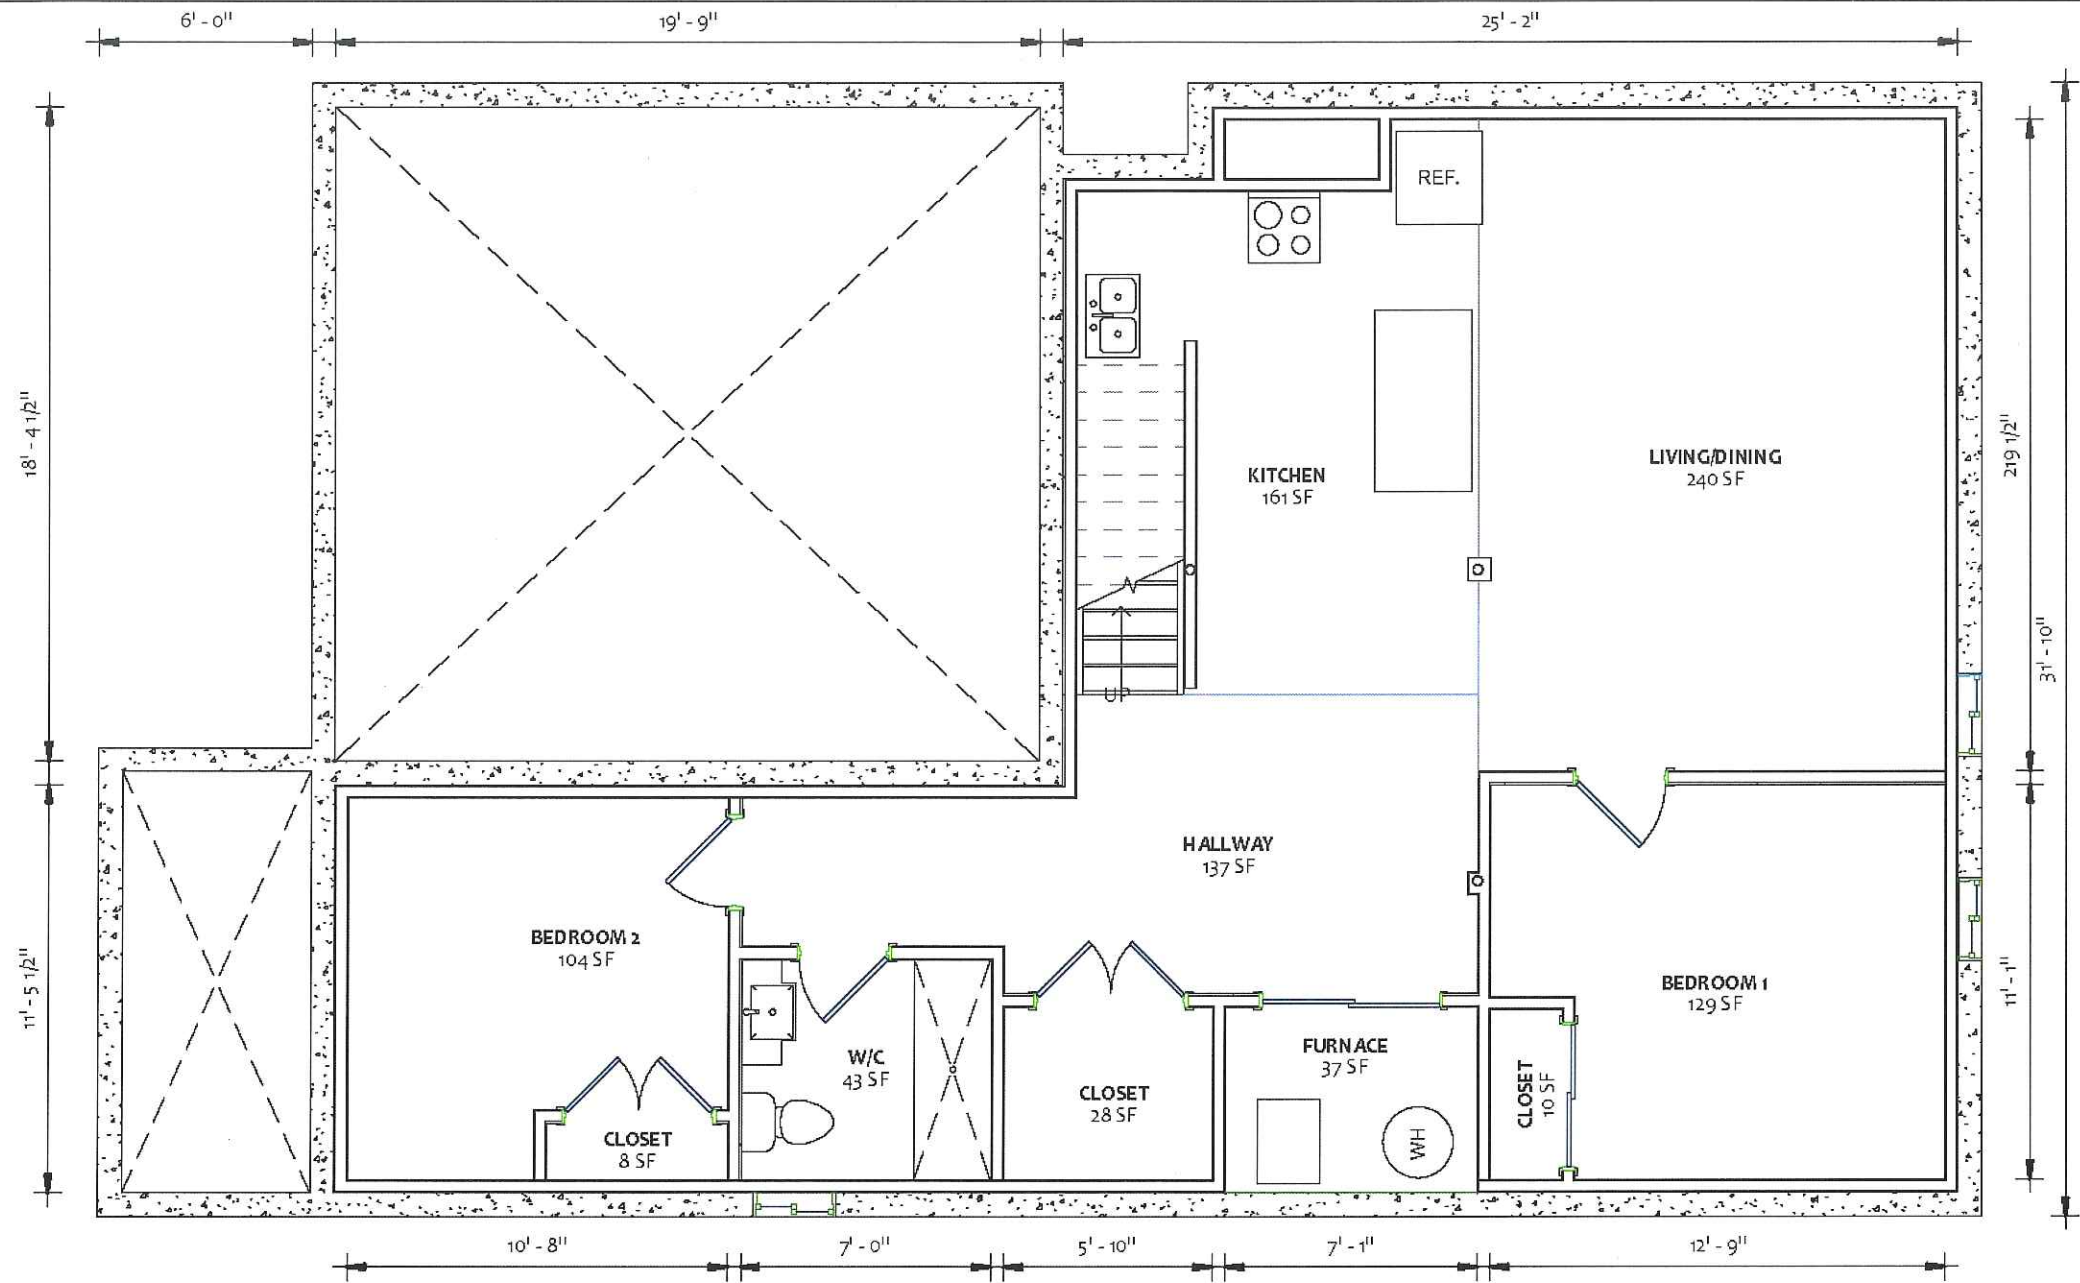 6' - 0"
19' - 9"
25' - 2"
REF.
18' - 4 1/2"
219 1/2"
LIVING/DINING
240 SF
KITCHEN
161 SF
31' - 10"
UP
HALLWAY
137 SF
BEDROOM 2
104 SF
11' - 5 1/2"
11' - 1"
BEDROOM 1
129 SF
W/C
43 SF
FURNACE
37 SF
CLOSET
28 SF
CLOSET
10 SF
WH
CLOSET
8 SF
10' - 8"
7' - 0"
5' - 10"
7' - 1"
12' - 9"